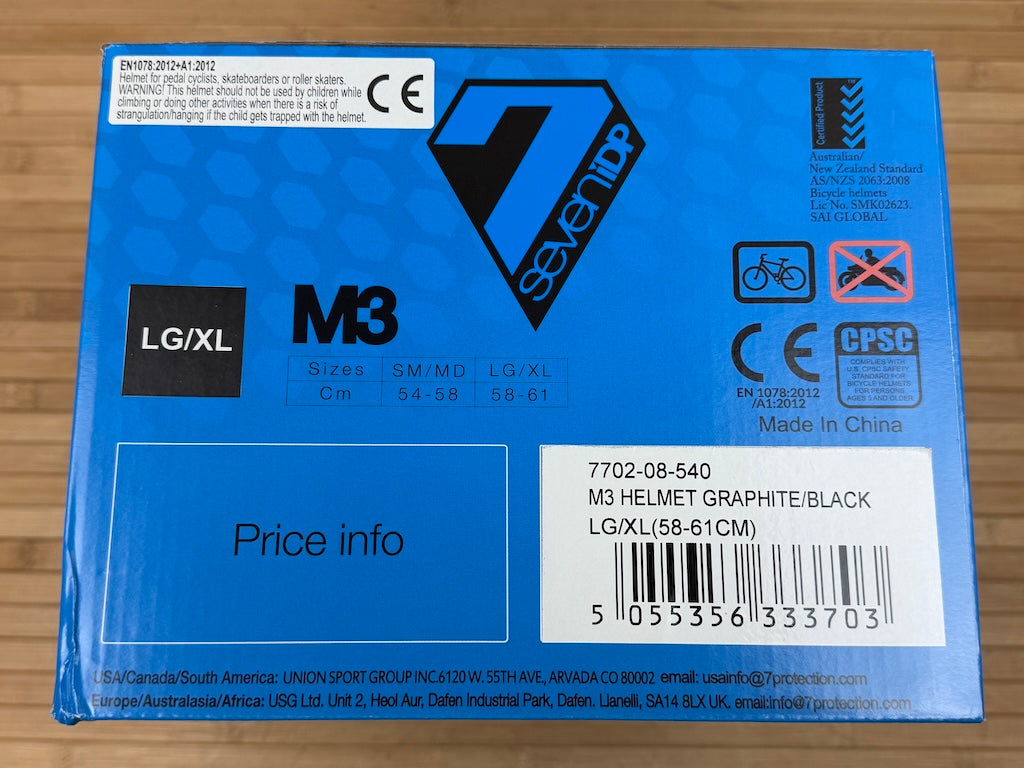 EN1078:2012+A1:2012
Helmet for pedal cyclists, skateboarders or roller skaters.
WARNING! This helmet should not be used by children while
climbing or doing other activities when there is a risk of
strangulation/hanging if the child gets trapped with the helmet.
CE
7
SEVEN iDP
Certified Product
TM
Australian/
New Zealand Standard
AS/NZS 2063:2008
Bicycle helmets
Lic No. SMK02623.
SAI GLOBAL
LG/XL
M3
Sizes SM/MD LG/XL
Cm 54-58 58-61
CE
EN 1078:2012
/A1:2012
CPSC
COMPLIES WITH
U.S. CPSC SAFETY
STANDARD FOR
BICYCLE HELMETS
FOR PERSONS
AGES 5 AND OLDER
Made In China
Price info
7702-08-540
M3 HELMET GRAPHITE/BLACK
LG/XL(58-61CM)
5 055356 333703
USA/Canada/South America: UNION SPORT GROUP INC.6120 W. 55TH AVE., ARVADA CO 80002 email: usainfo@7protection.com
Europe/Australasia/Africa: USG Ltd. Unit 2, Heol Aur, Dafen Industrial Park, Dafen. Llanelli, SA14 8LX UK. email:info@7protection.com